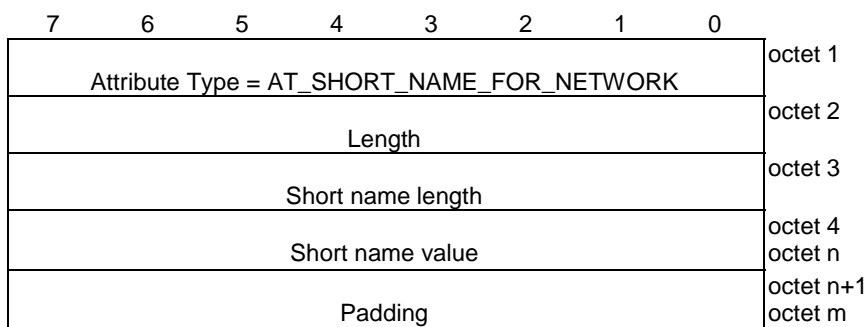 7 6 5 4 3 2 1 0
octet 1
Attribute Type = AT_SHORT_NAME_FOR_NETWORK
octet 2
Length
octet 3
Short name length
octet 4
Short name value octet n
octet n+1
Padding octet m